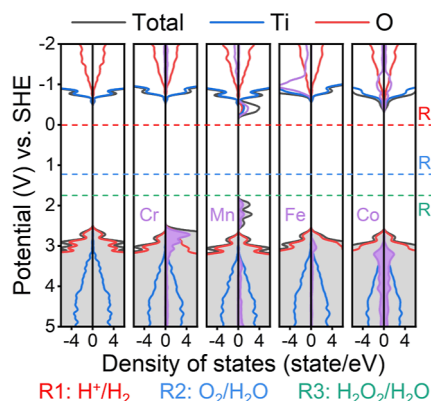 Total Ti O
Potential (V) vs. SHE
-2
-1
0
1
2
3
4
5
R
R
R
Cr Mn Fe Co
-4 0 4 -4 0 4 -4 0 4 -4 0 4 -4 0 4
Density of states (state/eV)
R1: H⁺/H₂ R2: O₂/H₂O R3: H₂O₂/H₂O